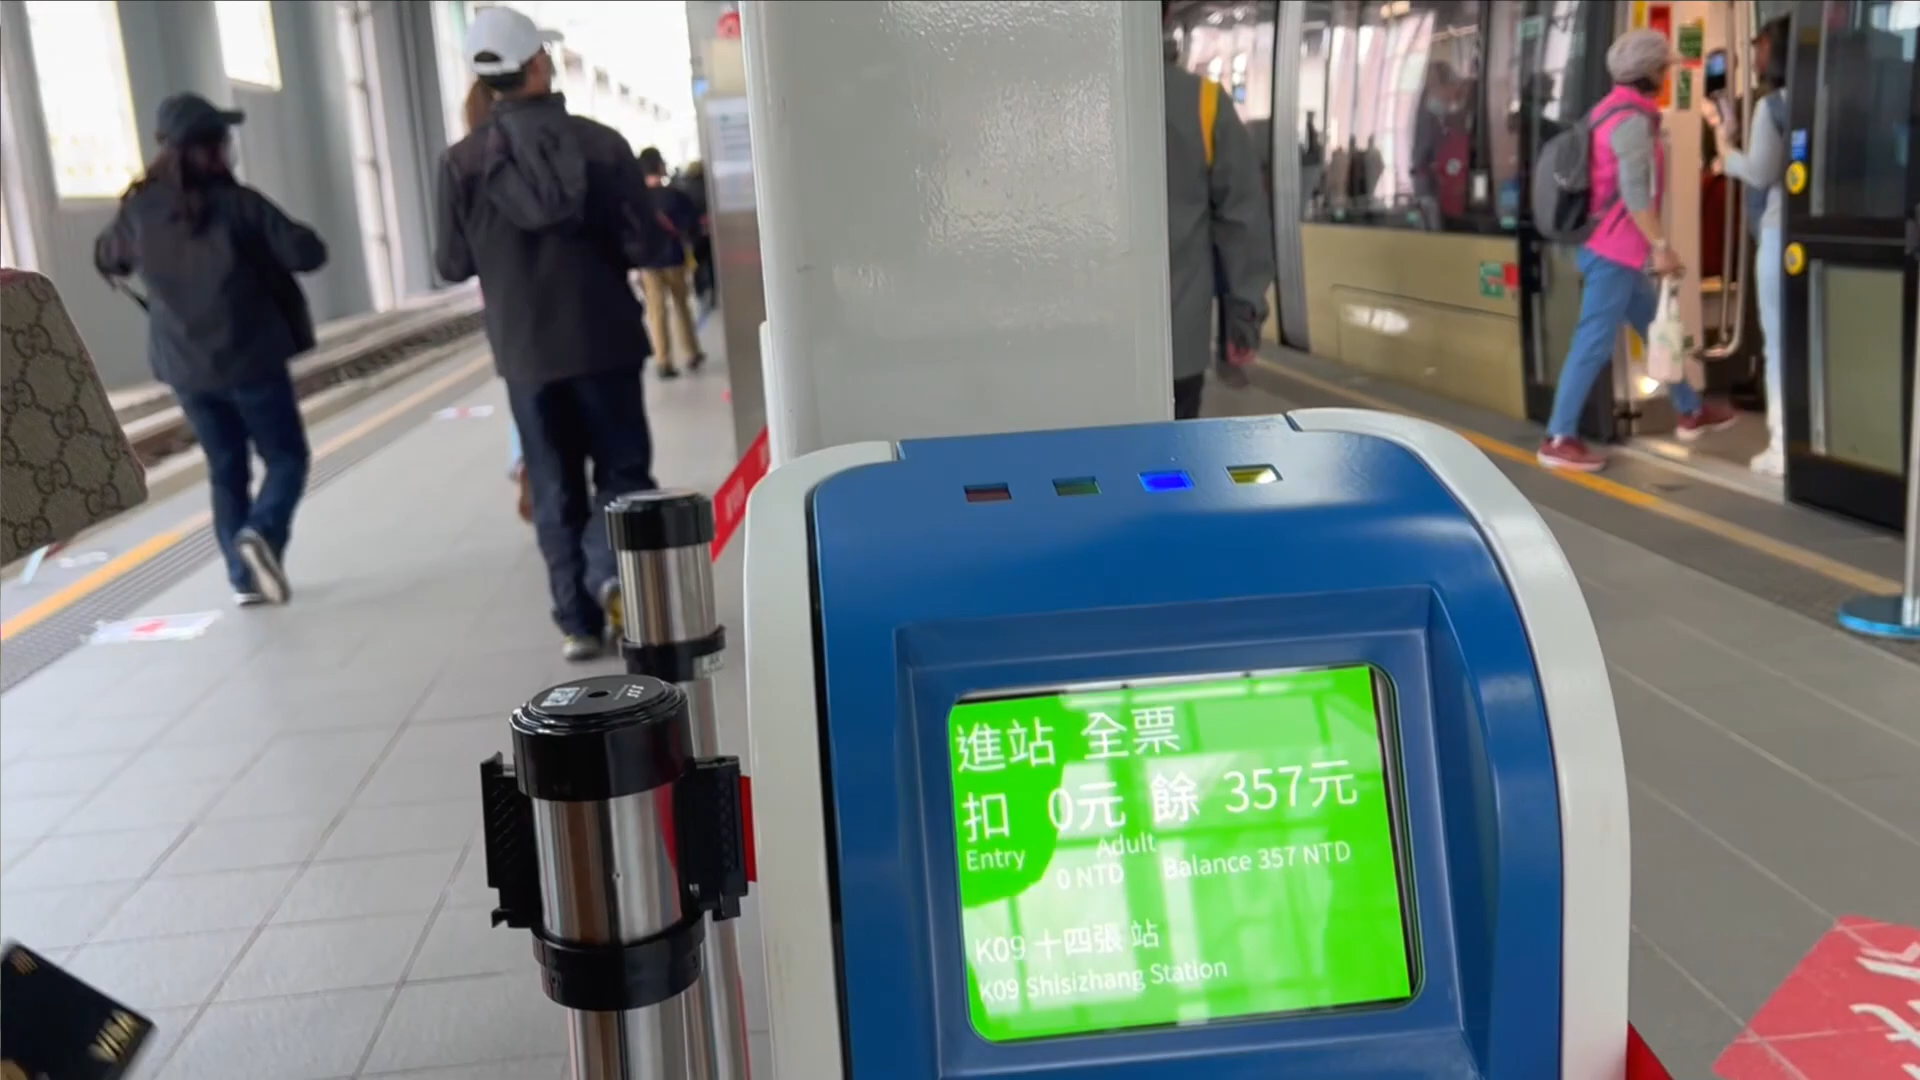 進站 全票
扣 0元 餘 357元
Entry Adult
0 NTD Balance 357 NTD
K09 十四張 站
K09 Shisizhang Station
VISA